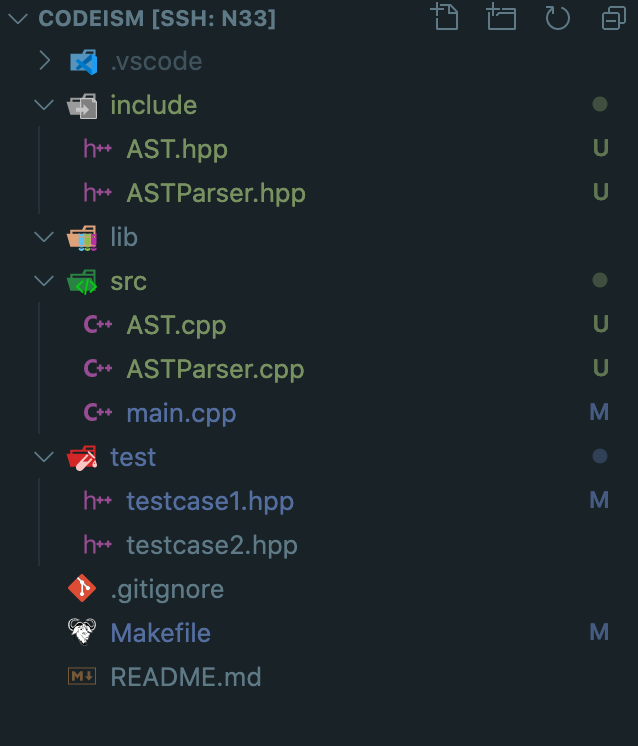 CODEISM [SSH: N33]
.vscode
include
h++ AST.hpp U
h++ ASTParser.hpp U
lib
src
C++ AST.cpp U
C++ ASTParser.cpp U
C++ main.cpp M
test
h++ testcase1.hpp M
h++ testcase2.hpp
.gitignore
Makefile M
M README.md